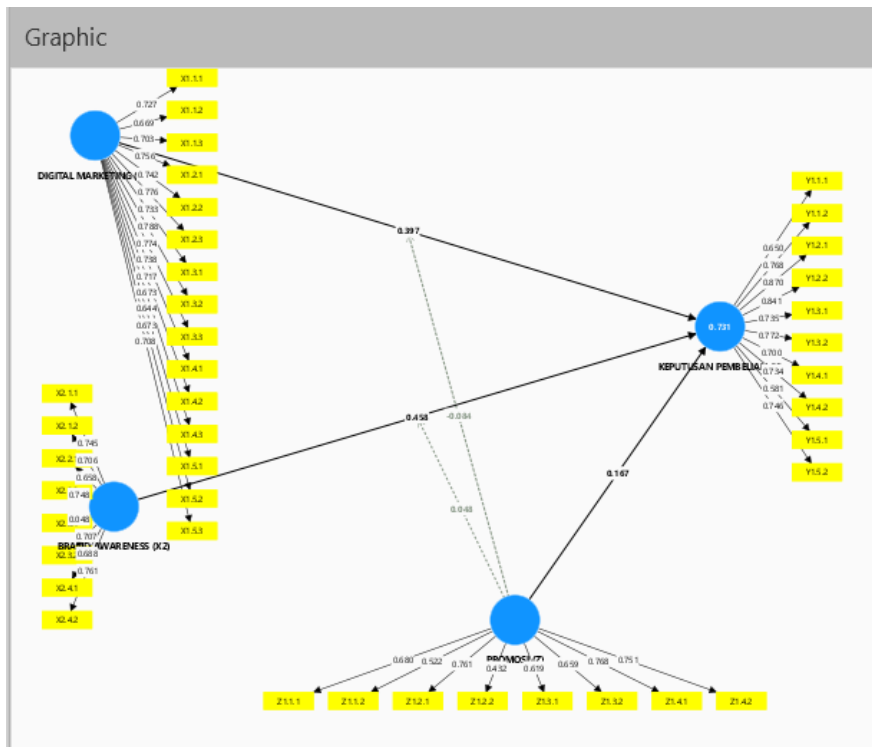 Graphic
X1.1.1
0.727
X1.1.2
0.669
X1.1.3
0.703
X1.2.1
0.756
DIGITAL MARKETING (
X1.2.2
0.742
X1.2.3
0.776
X1.3.1
0.733
X1.3.2
0.788
X1.3.3
0.774
X1.4.1
0.738
X1.4.2
0.717
X1.4.3
0.673
X1.5.1
0.644
X1.5.2
0.673
X1.5.3
0.708
0.397
0.458
-0.084
0.048
0.167
X2.1.1
X2.1.2
X2.2.
X2.
X2.
X2.3.2
X2.4.1
X2.4.2
0.745
0.706
0.658
0.748
0.048
0.707
0.688
0.761
BRAND AWARENESS (X2)
0.731
KEPUTUSAN PEMBELIA
Y1.1.1
Y1.1.2
Y1.2.1
Y1.2.2
Y1.3.1
Y1.3.2
Y1.4.1
Y1.4.2
Y1.5.1
Y1.5.2
0.650
0.768
0.870
0.841
0.735
0.772
0.700
0.734
0.581
0.746
PROMOSI (Z)
0.680
0.522
0.761
0.432
0.619
0.659
0.768
0.751
Z1.1.1
Z1.1.2
Z1.2.1
Z1.2.2
Z1.3.1
Z1.3.2
Z1.4.1
Z1.4.2